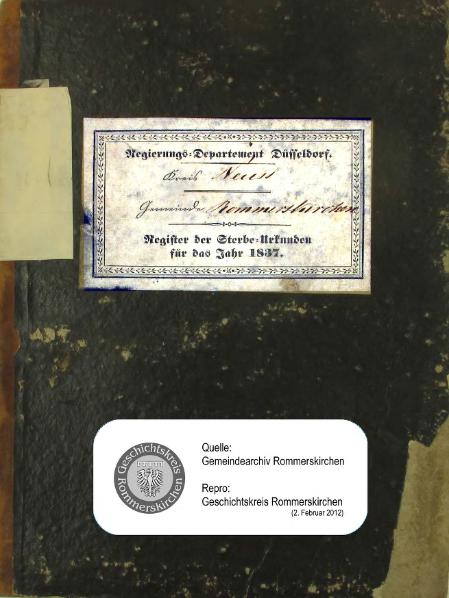 Regierungs-Departement Düsseldorf.
Kreis Neuss
Gemeinde Rommerskirchen
Register der Sterbe-Urkunden
für das Jahr 1857.
Geschichtskreis Rommerskirchen
Quelle:
Gemeindearchiv Rommerskirchen
Repro:
Geschichtskreis Rommerskirchen
(2. Februar 2012)